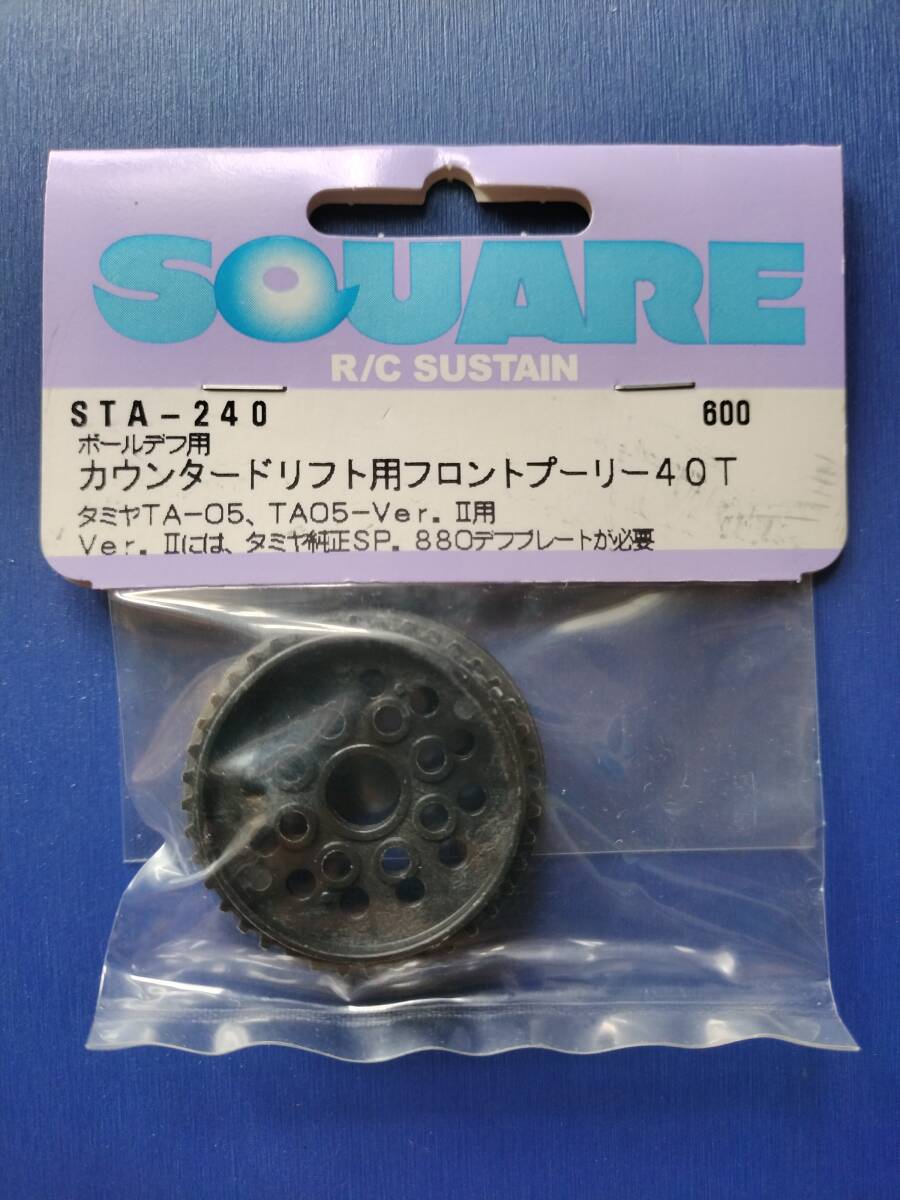 SQUARE
R/C SUSTAIN
STA-240 600
ボールデフ用
カウンタードリフト用フロントプーリー40T
タミヤTA-05、TA05-Ver.Ⅱ用
Ver.Ⅱには、タミヤ純正SP.880デフプレートが必要